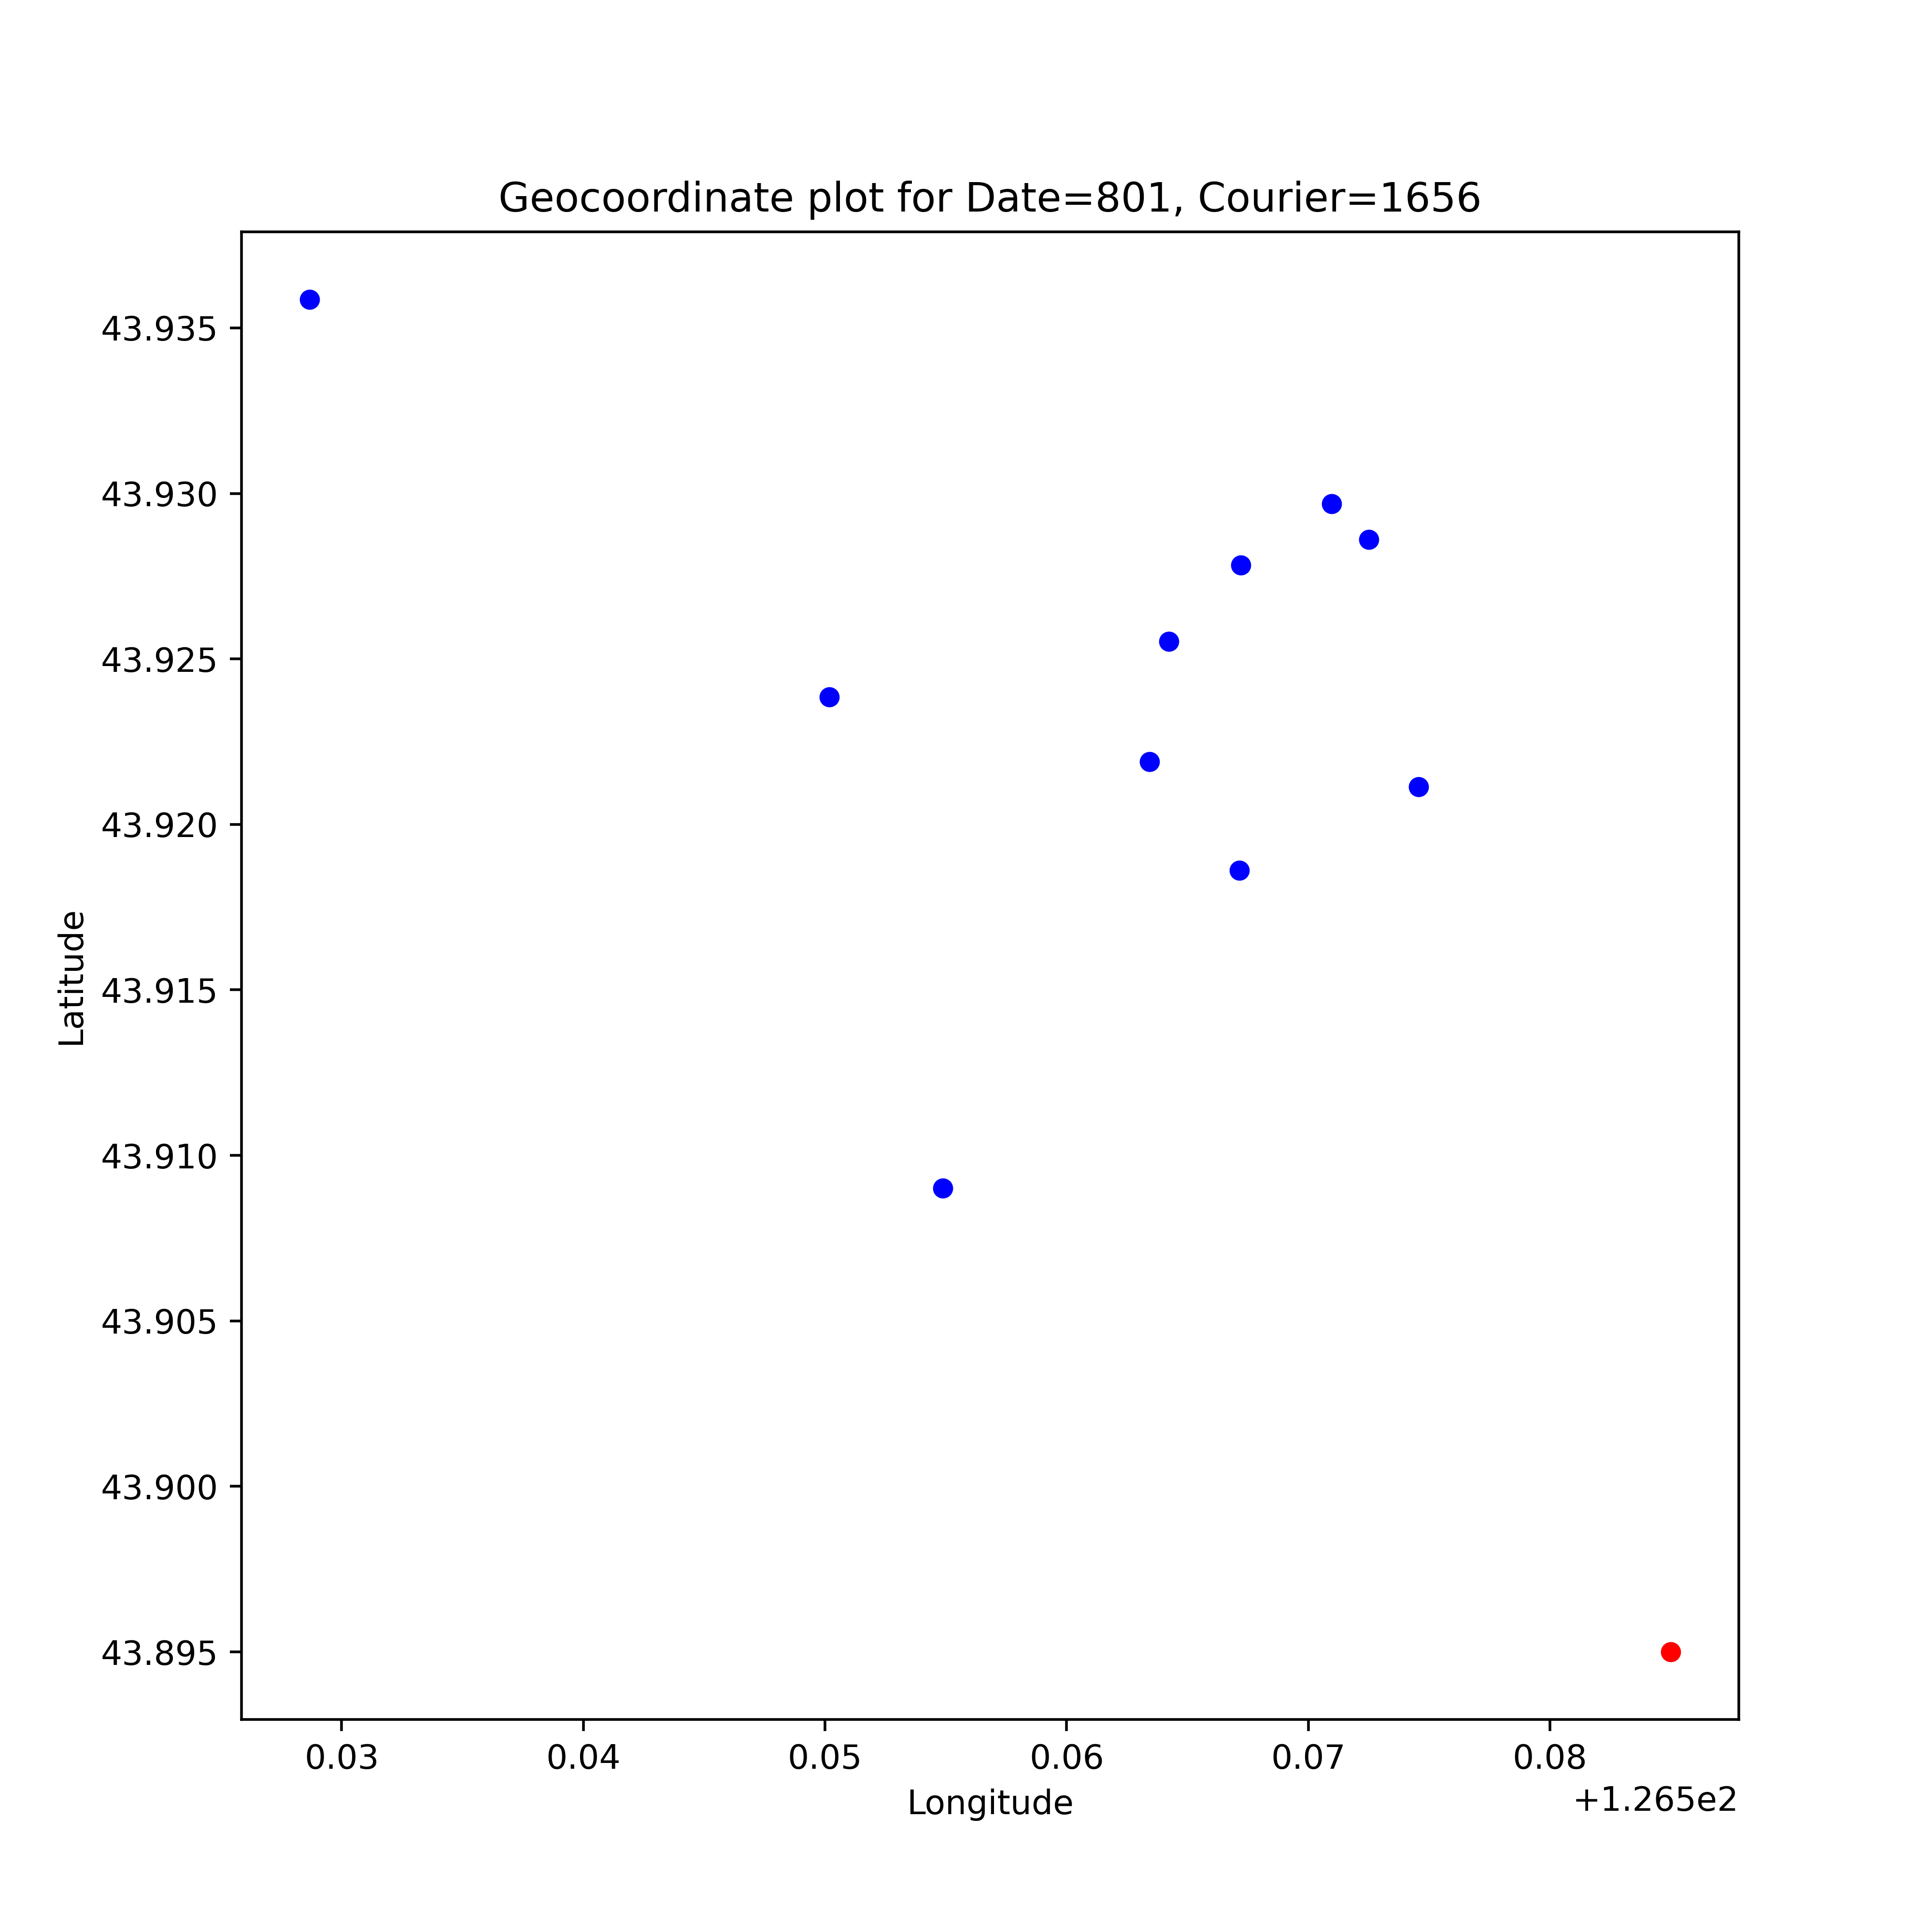 Geocoordinate plot for Date=801, Courier=1656
43.935
43.930
43.925
43.920
43.915
43.910
43.905
43.900
43.895
Latitude
0.03 0.04 0.05 0.06 0.07 0.08
+1.265e2
Longitude